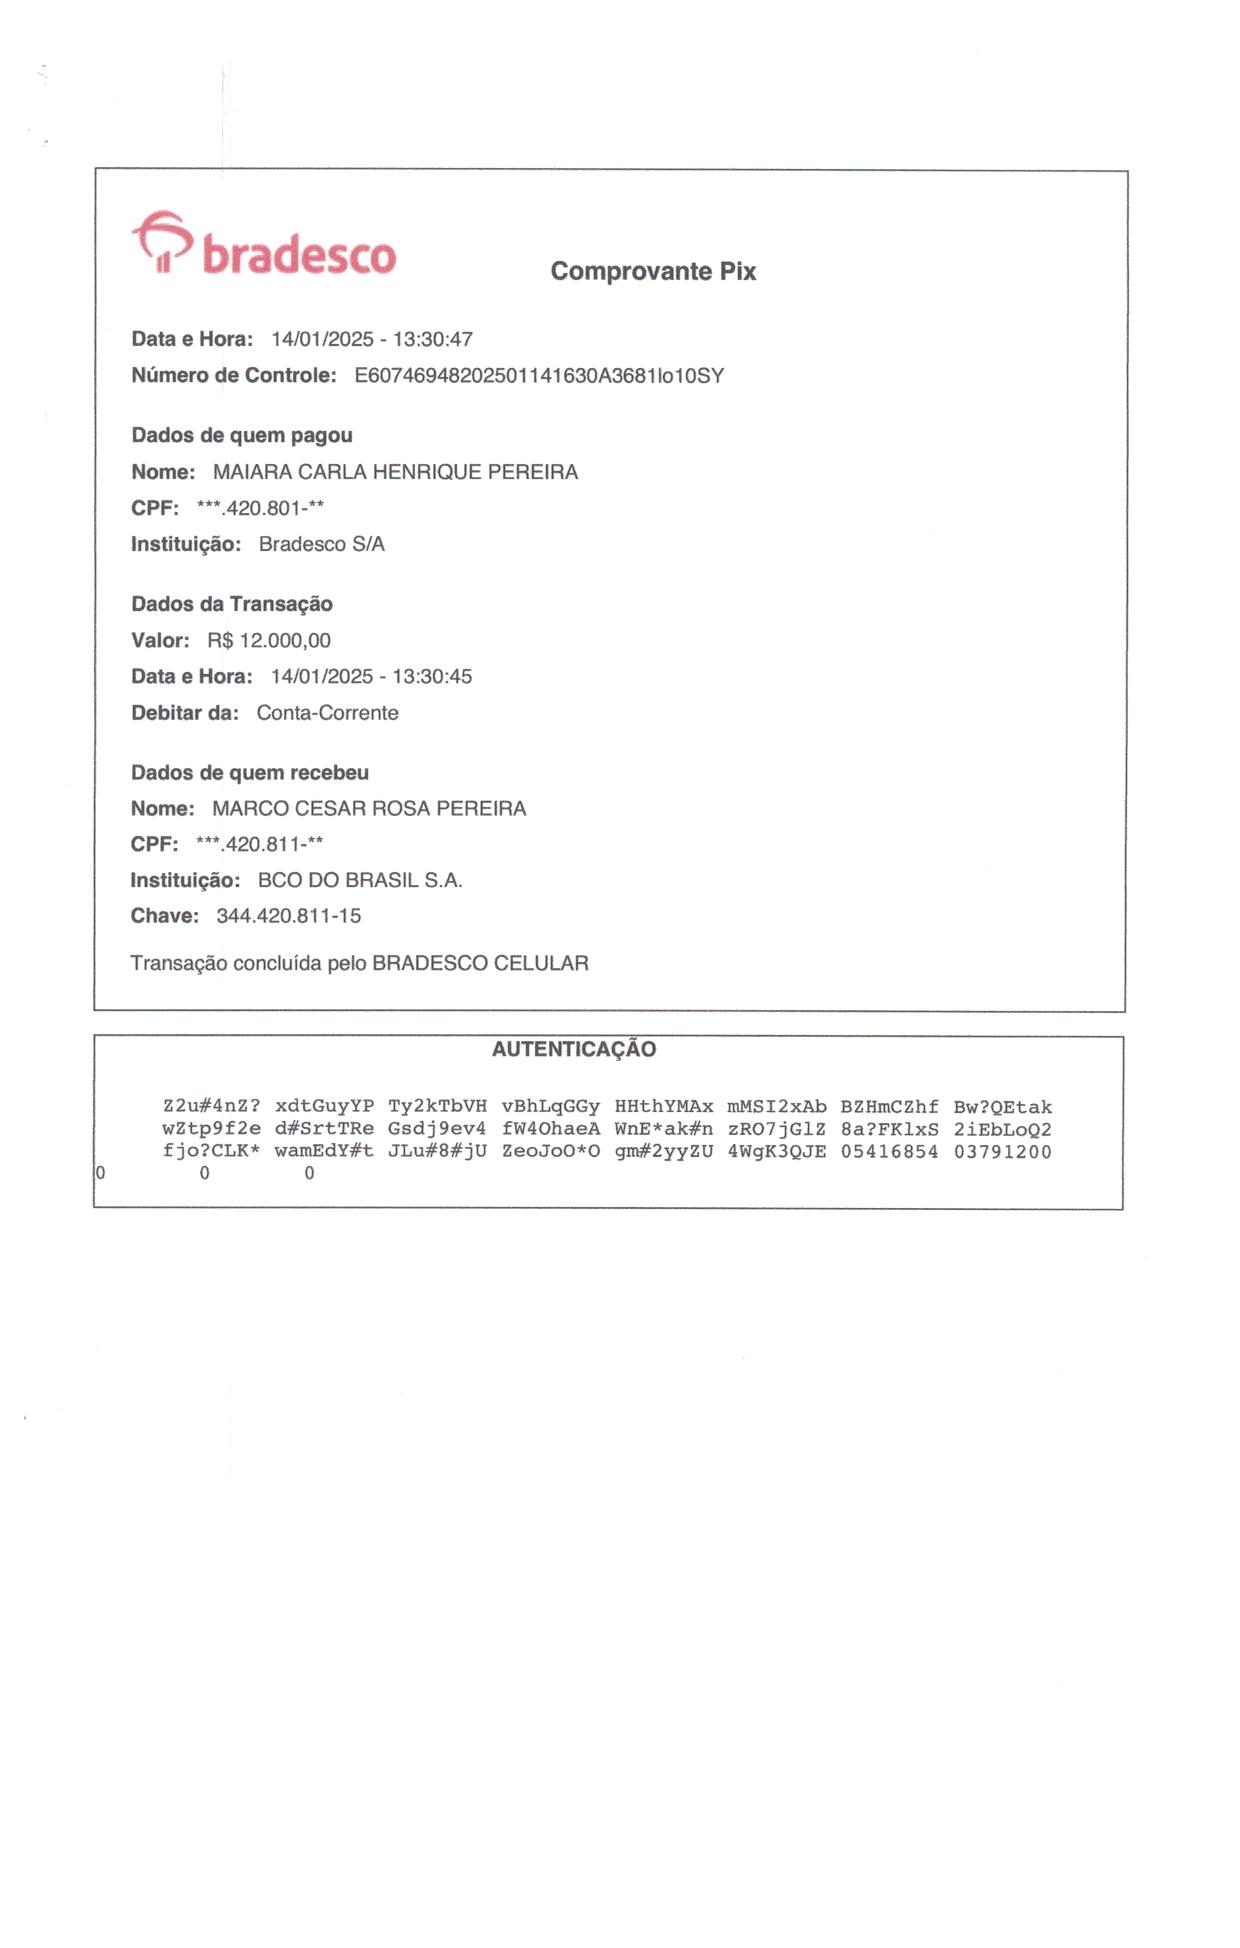 bradesco
Comprovante Pix
Data e Hora: 14/01/2025 - 13:30:47
Número de Controle: E60746948202501141630A3681lo10SY
Dados de quem pagou
Nome: MAIARA CARLA HENRIQUE PEREIRA
CPF: ***.420.801-**
Instituição: Bradesco S/A
Dados da Transação
Valor: R$ 12.000,00
Data e Hora: 14/01/2025 - 13:30:45
Debitar da: Conta-Corrente
Dados de quem recebeu
Nome: MARCO CESAR ROSA PEREIRA
CPF: ***.420.811-**
Instituição: BCO DO BRASIL S.A.
Chave: 344.420.811-15
Transação concluída pelo BRADESCO CELULAR
AUTENTICAÇÃO
Z2u#4nZ? xdtGuyYP Ty2kTbVH vBhLqGGy HHthYMAx mMSI2xAb BZHmCZhf Bw?QEtak
wZtp9f2e d#SrtTRe Gsdj9ev4 fW4OhaeA WnE*ak#n zRO7jGlZ 8a?FKlxS 2iEbLoQ2
fjo?CLK* wamEdY#t JLu#8#jU ZeoJoO*O gm#2yyZU 4WgK3QJE 05416854 03791200
0 0 0